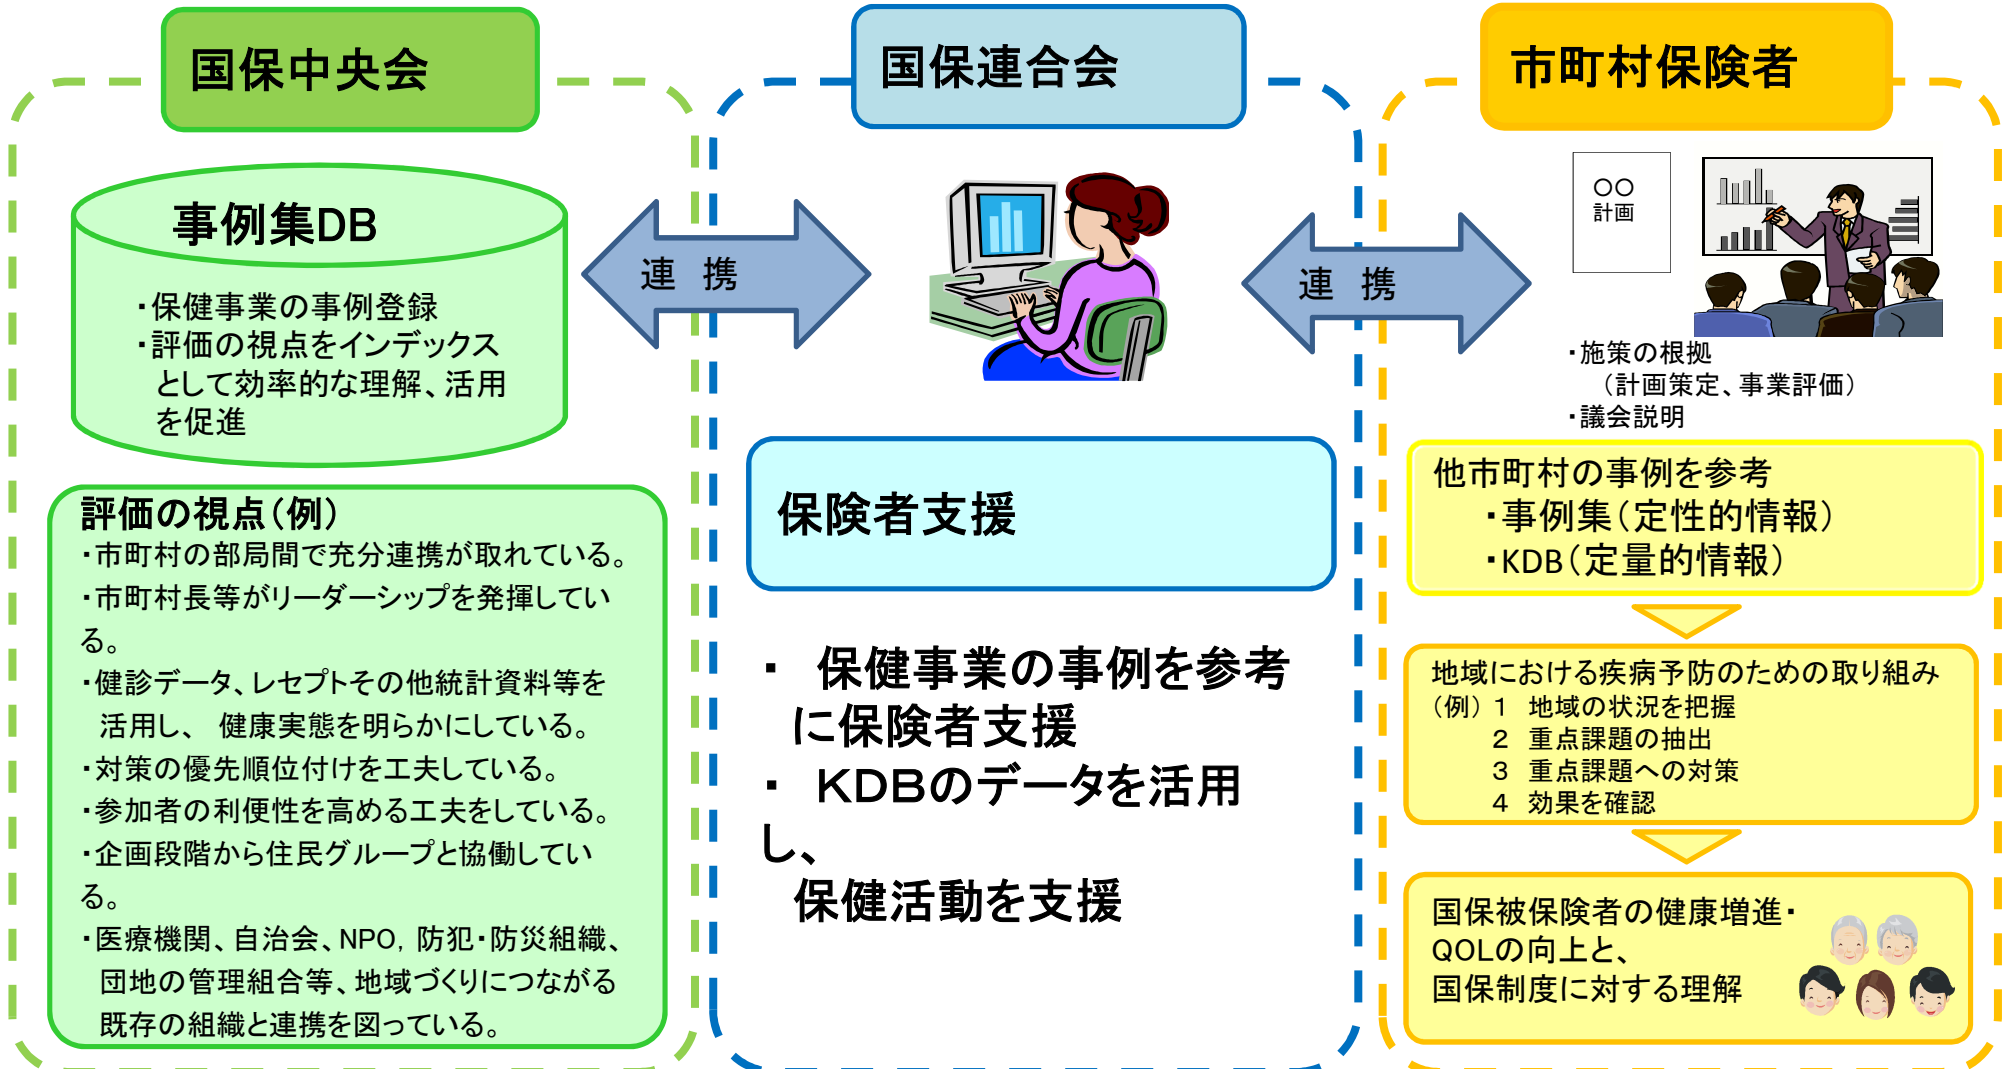 国保中央会
事例集DB
・保健事業の事例登録
・評価の視点をインデックス
として効率的な理解、活用
を促進
評価の視点(例)
・市町村の部局間で充分連携が取れている。
・市町村長等がリーダーシップを発揮してい
る。
・健診データ、レセプトその他統計資料等を
活用し、 健康実態を明らかにしている。
・対策の優先順位付けを工夫している。
・参加者の利便性を高める工夫をしている。
・企画段階から住民グループと協働してい
る。
・医療機関、自治会、NPO, 防犯・防災組織、
団地の管理組合等、地域づくりにつながる
既存の組織と連携を図っている。
連 携
国保連合会
保険者支援
・ 保健事業の事例を参考
に保険者支援
・ KDBのデータを活用
し、
保健活動を支援
連 携
市町村保険者
○○
計画
・施策の根拠
(計画策定、事業評価)
・議会説明
他市町村の事例を参考
・事例集(定性的情報)
・KDB(定量的情報)
地域における疾病予防のための取り組み
(例) 1 地域の状況を把握
2 重点課題の抽出
3 重点課題への対策
4 効果を確認
国保被保険者の健康増進・
QOLの向上と、
国保制度に対する理解